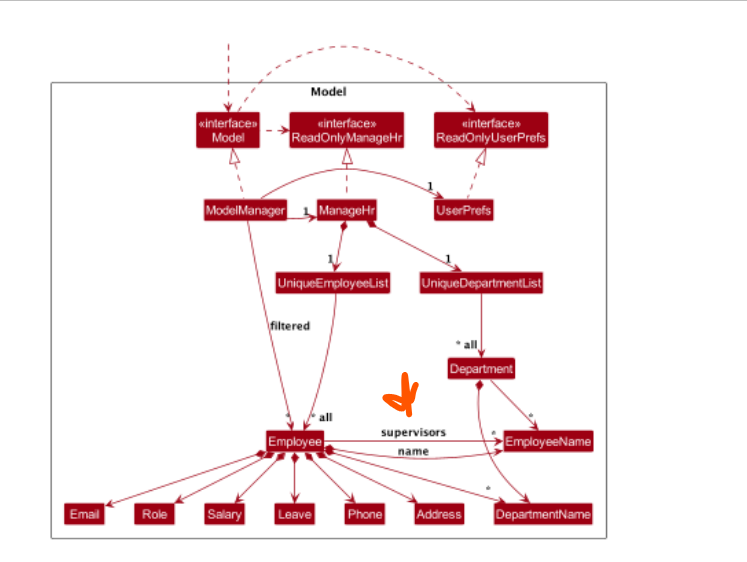 Model
«interface»
Model
«interface»
ReadOnlyManageHr
«interface»
ReadOnlyUserPrefs
1
ModelManager
1
ManageHr
UserPrefs
1
1
UniqueEmployeeList
UniqueDepartmentList
filtered
* all
Department
*
* all
*
supervisors
*
Employee
EmployeeName
name
*
Email
Role
Salary
Leave
Phone
Address
DepartmentName